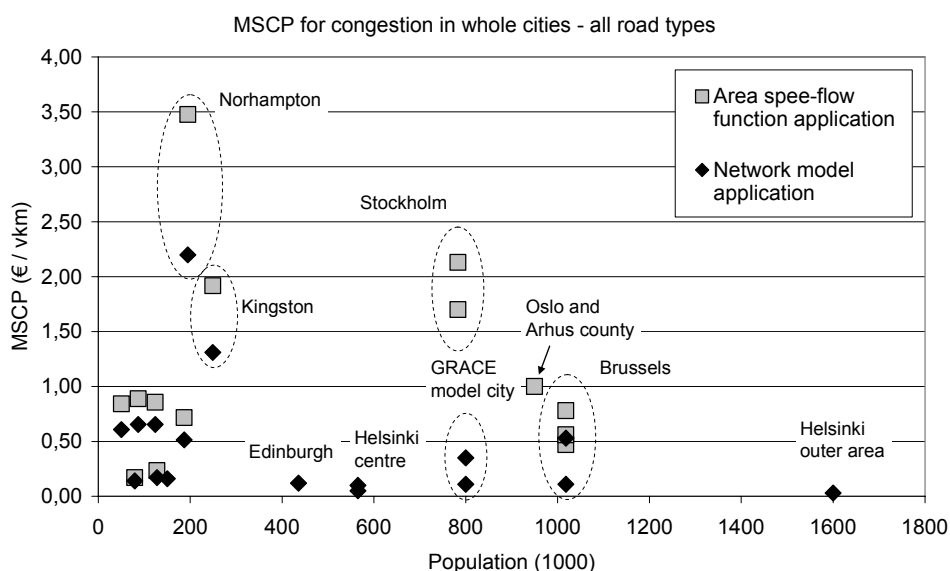 MSCP for congestion in whole cities - all road types
4,00
3,50
3,00
2,50
2,00
1,50
1,00
0,50
0,00
MSCP (€ / vkm)
Norhampton
Area spee-flow
function application
Network model
application
Stockholm
Kingston
Oslo and
Arhus county
GRACE
model city
Brussels
Edinburgh
Helsinki
centre
Helsinki
outer area
0 200 400 600 800 1000 1200 1400 1600 1800
Population (1000)